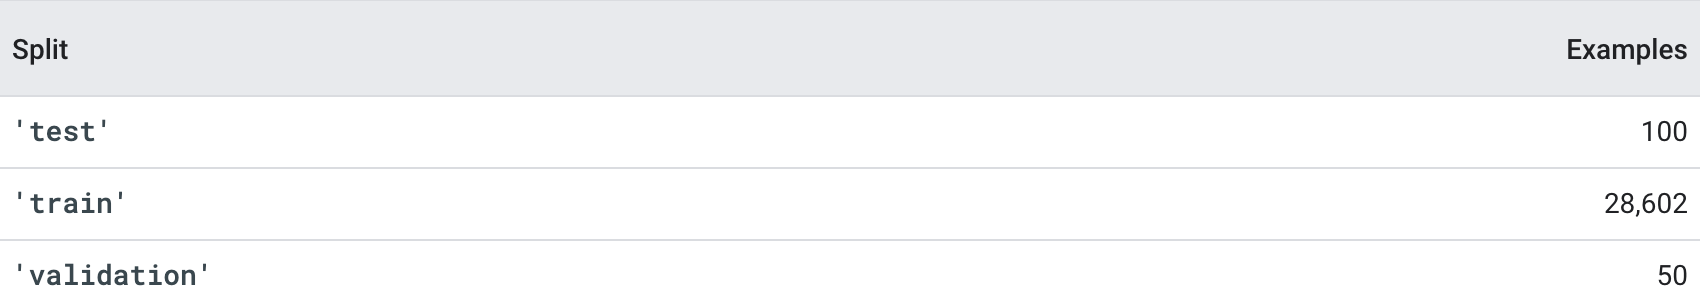 Split Examples
'test' 100
'train' 28,602
'validation' 50